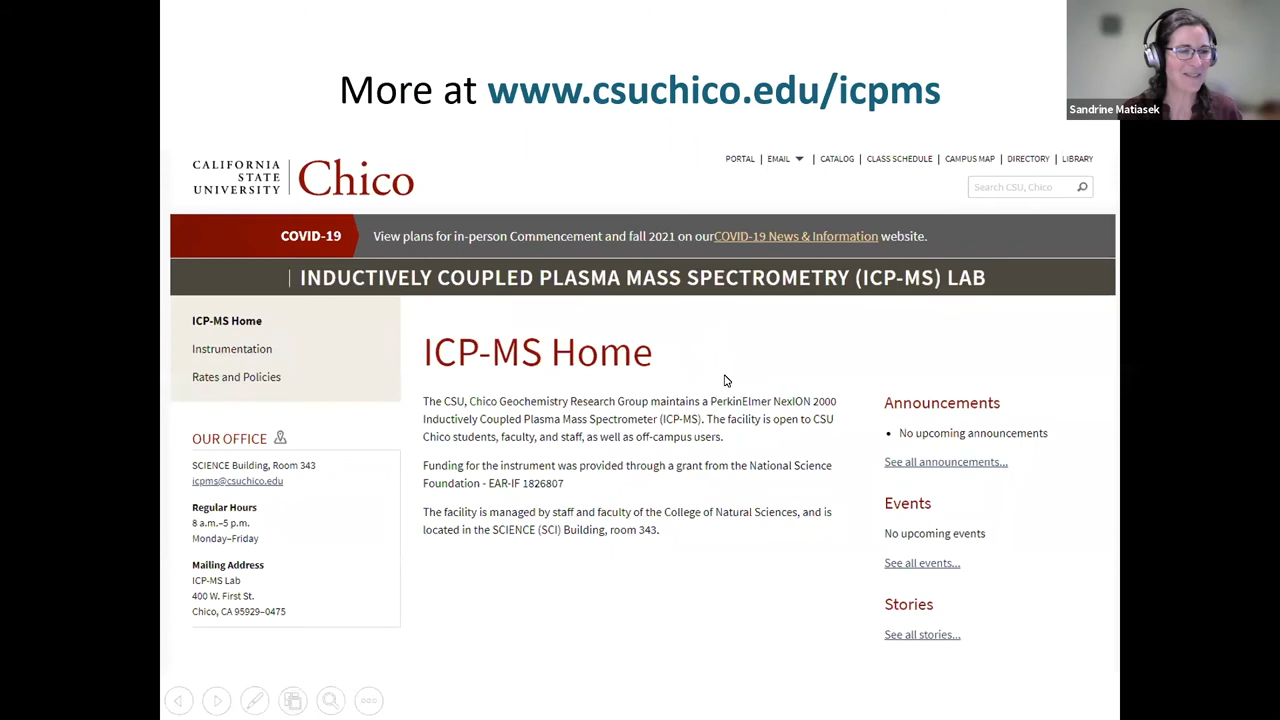 More at www.csuchico.edu/icpms
Sandrine Matiasek
CALIFORNIA
STATE
UNIVERSITY
Chico
PORTAL | EMAIL | CATALOG | CLASS SCHEDULE | CAMPUS MAP | DIRECTORY | LIBRARY
Search CSU, Chico
COVID-19
View plans for in-person Commencement and fall 2021 on ourCOVID-19 News & Information website.
INDUCTIVELY COUPLED PLASMA MASS SPECTROMETRY (ICP-MS) LAB
ICP-MS Home
Instrumentation
Rates and Policies
OUR OFFICE
SCIENCE Building, Room 343
icpms@csuchico.edu
Regular Hours
8 a.m.–5 p.m.
Monday–Friday
Mailing Address
ICP-MS Lab
400 W. First St.
Chico, CA 95929–0475
ICP-MS Home
The CSU, Chico Geochemistry Research Group maintains a PerkinElmer NexION 2000
Inductively Coupled Plasma Mass Spectrometer (ICP-MS). The facility is open to CSU
Chico students, faculty, and staff, as well as off-campus users.
Funding for the instrument was provided through a grant from the National Science
Foundation - EAR-IF 1826807
The facility is managed by staff and faculty of the College of Natural Sciences, and is
located in the SCIENCE (SCI) Building, room 343.
Announcements
• No upcoming announcements
See all announcements...
Events
No upcoming events
See all events...
Stories
See all stories...